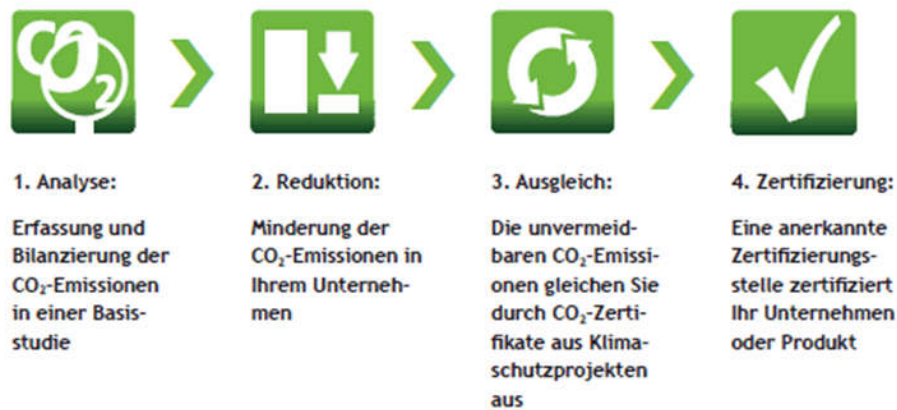 CO2
1. Analyse:
Erfassung und
Bilanzierung der
CO₂-Emissionen
in einer Basis-
studie
2. Reduktion:
Minderung der
CO₂-Emissionen in
Ihrem Unterneh-
men
3. Ausgleich:
Die unvermeid-
baren CO₂-Emissi-
onen gleichen Sie
durch CO₂-Zerti-
fikate aus Klima-
schutzprojekten
aus
4. Zertifizierung:
Eine anerkannte
Zertifizierungs-
stelle zertifiziert
Ihr Unternehmen
oder Produkt